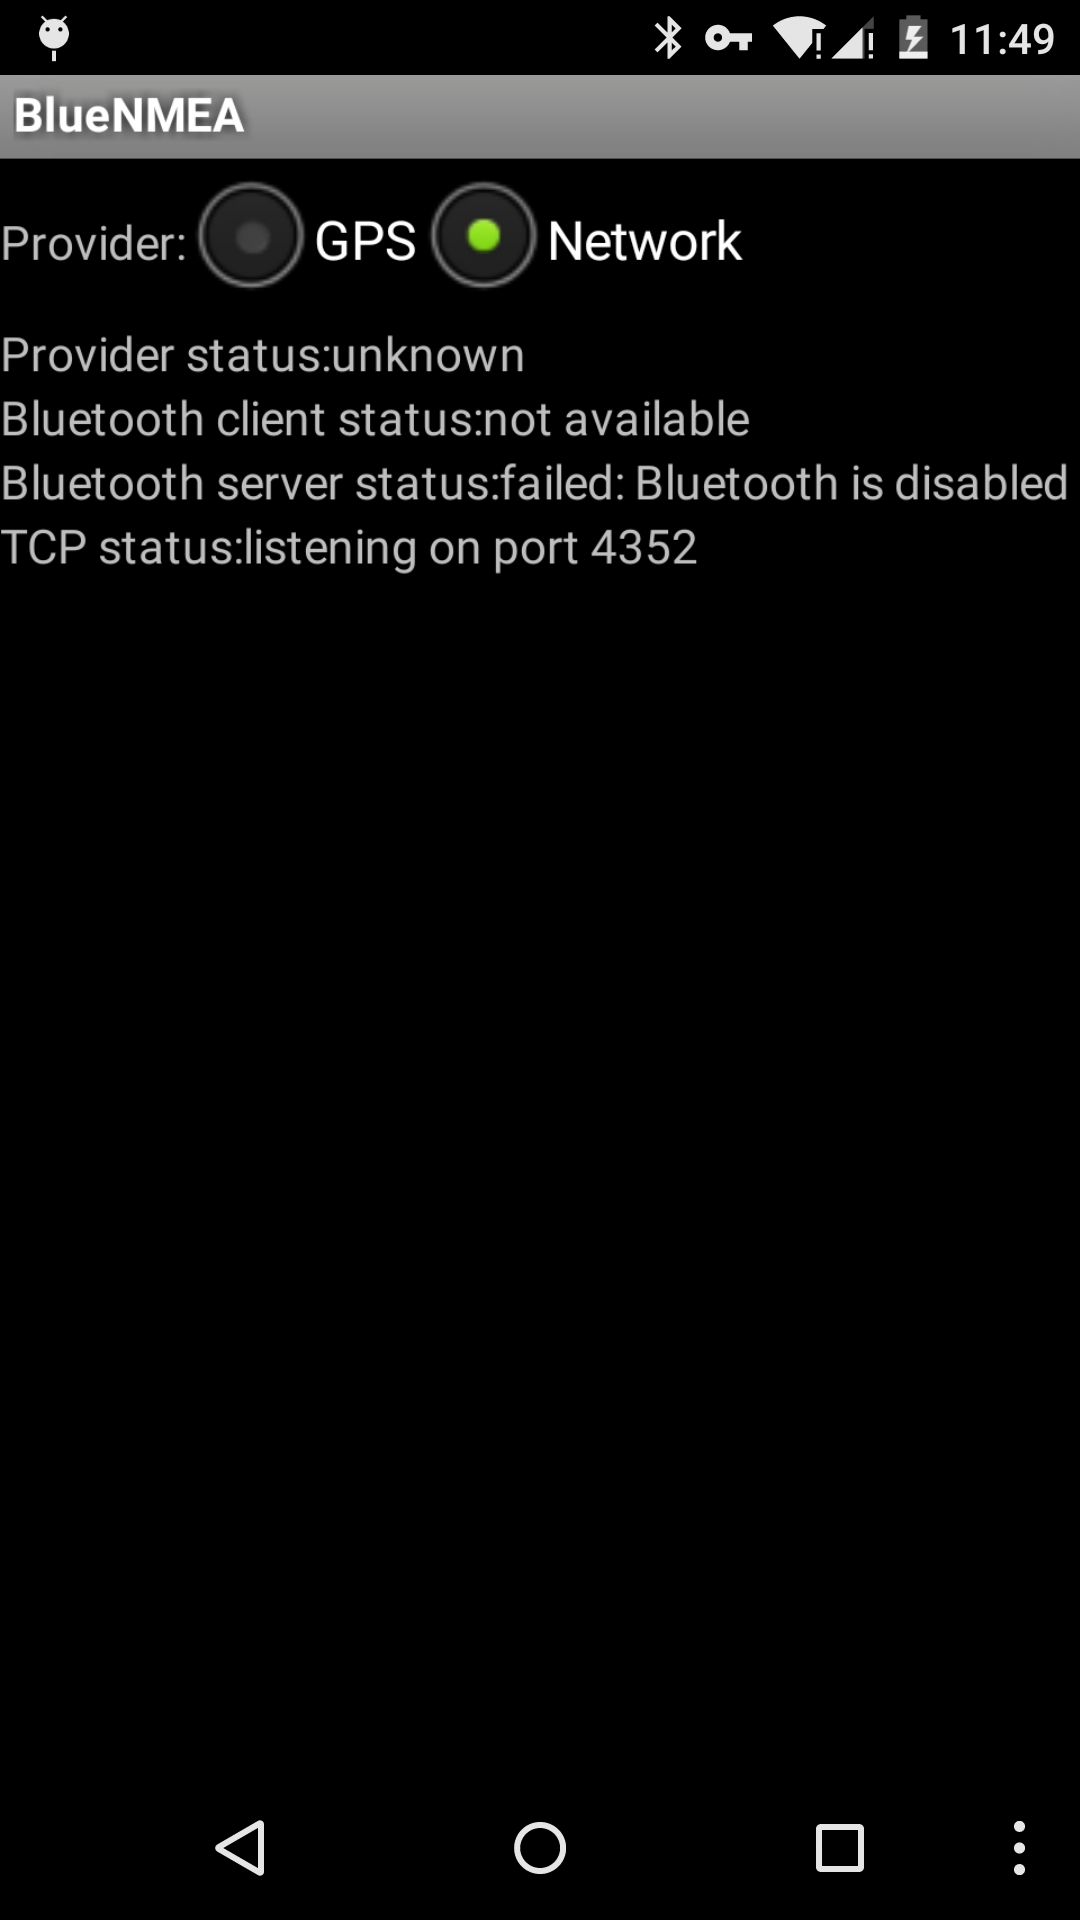 11:49
BlueNMEA
Provider: GPS Network
Provider status:unknown
Bluetooth client status:not available
Bluetooth server status:failed: Bluetooth is disabled
TCP status:listening on port 4352